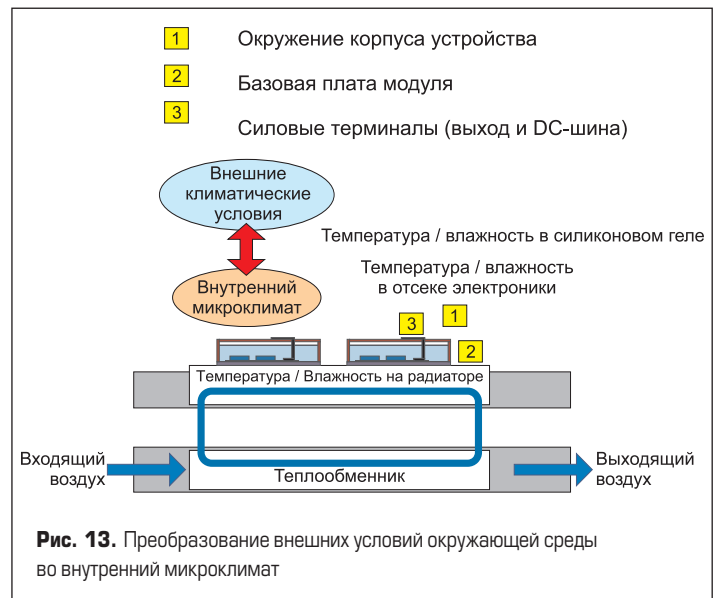 1 Окружение корпуса устройства
2 Базовая плата модуля
3 Силовые терминалы (выход и DC-шина)
Внешние
климатические
условия
Температура / влажность в силиконовом геле
Температура / влажность
в отсеке электроники
Внутренний
микроклимат
1
3
2
Температура / Влажность на радиаторе
Входящий
воздух
Теплообменник
Выходящий
воздух
Рис. 13. Преобразование внешних условий окружающей среды
во внутренний микроклимат